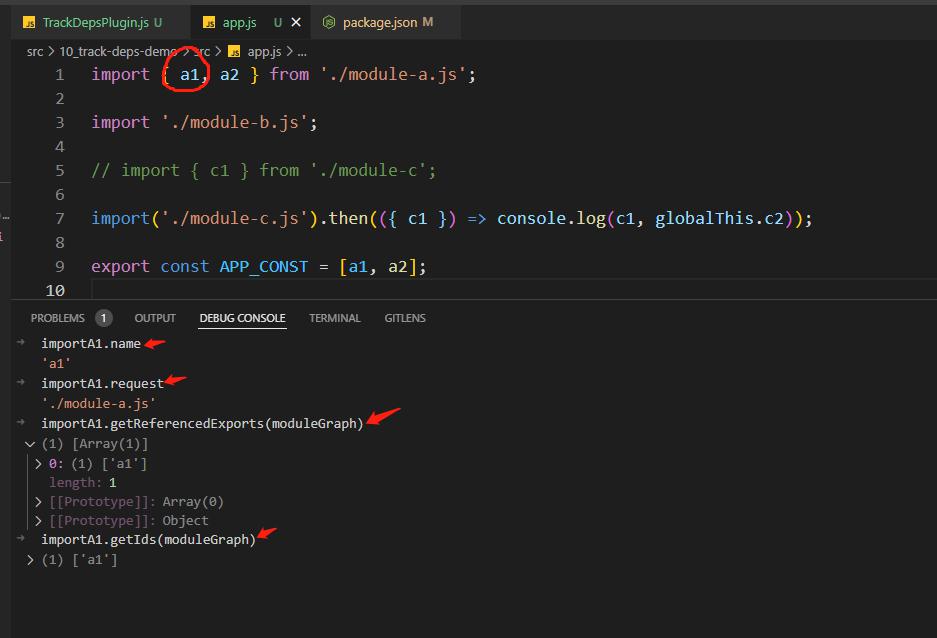 JS TrackDepsPlugin.js U JS app.js U × package.json M
src > 10_track-deps-demo > src > JS app.js > ...
1 import { a1, a2 } from './module-a.js';
2
3 import './module-b.js';
4
5 // import { c1 } from './module-c';
6
7 import('./module-c.js').then(({ c1 }) => console.log(c1, globalThis.c2));
8
9 export const APP_CONST = [a1, a2];
10
PROBLEMS 1 OUTPUT DEBUG CONSOLE TERMINAL GITLENS
importA1.name
'a1'
importA1.request
'./module-a.js'
importA1.getReferencedExports(moduleGraph)
(1) [Array(1)]
0: (1) ['a1']
length: 1
[[Prototype]]: Array(0)
[[Prototype]]: Object
importA1.getIds(moduleGraph)
(1) ['a1']